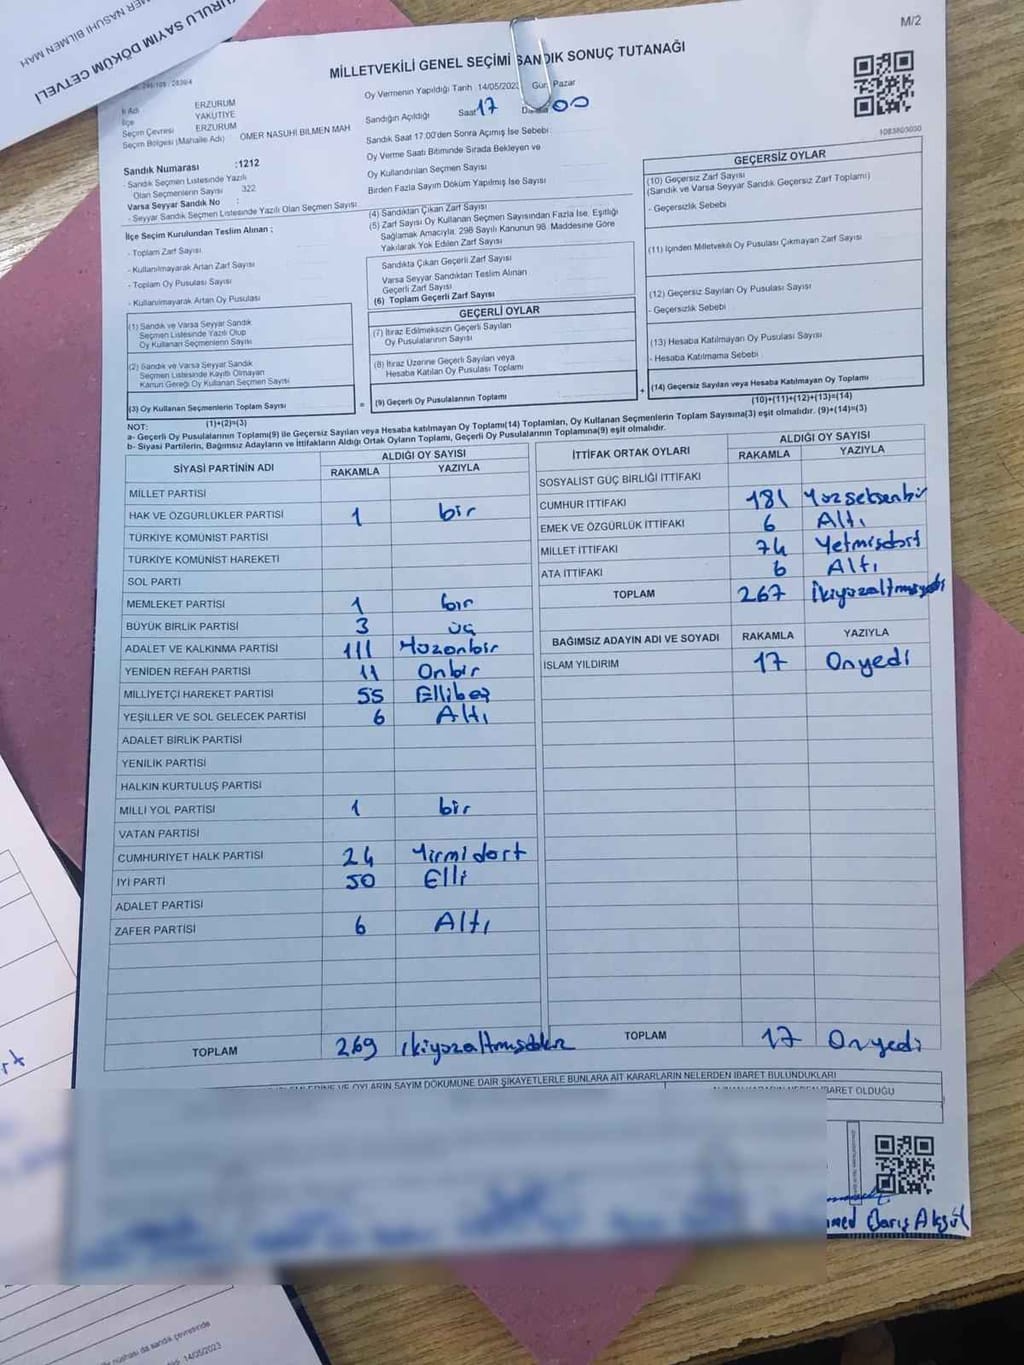 KURULU SAYIM DÖKÜM CETVELİ
ÖMER NASUHİ BİLMEN MAH
M/2
MİLLETVEKİLİ GENEL SEÇİMİ SANDIK SONUÇ TUTANAĞI
İl Adı ERZURUM
İlçe YAKUTİYE
Seçim Çevresi ERZURUM
Seçim Bölgesi (Mahalle Adı) ÖMER NASUHİ BİLMEN MAH
Sandık Numarası :1212
- Sandık Seçmen Listesinde Yazılı
Olan Seçmenlerin Sayısı 322
Varsa Seyyar Sandık No :
- Seyyar Sandık Seçmen Listesinde Yazılı Olan Seçmen Sayısı
Oy Vermenin Yapıldığı Tarih 14/05/2023 Gün Pazar
Sandığın Açıldığı Saat 17 Dakika 00
Sandık Saat 17.00'den Sonra Açılmış İse Sebebi
Oy Verme Saati Bitiminde Sırada Bekleyen ve
Oy Kullandırılan Seçmen Sayısı
Birden Fazla Sayım Döküm Yapılmış İse Sayısı
1083803030
İlçe Seçim Kurulundan Teslim Alınan ;
- Toplam Zarf Sayısı
- Kullanılmayarak Artan Zarf Sayısı
- Toplam Oy Pusulası Sayısı
- Kullanılmayarak Artan Oy Pusulası
(1) Sandık ve Varsa Seyyar Sandık
Seçmen Listesinde Yazılı Olup
Oy Kullanan Seçmenlerin Sayısı
(2) Sandık ve Varsa Seyyar Sandık
Seçmen Listesinde Kayıtlı Olmayan
Kanun Gereği Oy Kullanan Seçmen Sayısı
(3) Oy Kullanan Seçmenlerin Toplam Sayısı
(1)+(2)=(3)
(4) Sandıktan Çıkan Zarf Sayısı
(5) Zarf Sayısı Oy Kullanan Seçmen Sayısından Fazla İse, Eşitliği
Sağlamak Amacıyla, 298 Sayılı Kanunun 98. Maddesine Göre
Yakılarak Yok Edilen Zarf Sayısı
Sandıkta Çıkan Geçerli Zarf Sayısı
Varsa Seyyar Sandıktan Teslim Alınan
Geçerli Zarf Sayısı
(6) Toplam Geçerli Zarf Sayısı
GEÇERLİ OYLAR
(7) İtiraz Edilmeksizin Geçerli Sayılan
Oy Pusulalarının Sayısı
(8) İtiraz Üzerine Geçerli Sayılan veya
Hesaba Katılan Oy Pusulası Toplamı
= (9) Geçerli Oy Pusulalarının Toplamı +
GEÇERSİZ OYLAR
(10) Geçersiz Zarf Sayısı
(Sandık ve Varsa Seyyar Sandık Geçersiz Zarf Toplamı)
- Geçersizlik Sebebi
(11) İçinden Milletvekili Oy Pusulası Çıkmayan Zarf Sayısı
(12) Geçersiz Sayılan Oy Pusulası Sayısı
- Geçersizlik Sebebi
(13) Hesaba Katılmayan Oy Pusulası Sayısı
- Hesaba Katılmama Sebebi
(14) Geçersiz Sayılan veya Hesaba Katılmayan Oy Toplamı
(10)+(11)+(12)+(13)=(14)
NOT:
a- Geçerli Oy Pusulalarının Toplamı(9) ile Geçersiz Sayılan veya Hesaba katılmayan Oy Toplamı(14) Toplamları, Oy Kullanan Seçmenlerin Toplam Sayısına(3) eşit olmalıdır. (9)+(14)=(3)
b- Siyasi Partilerin, Bağımsız Adayların ve İttifakların Aldığı Ortak Oyların Toplamı, Geçerli Oy Pusulalarının Toplamına(9) eşit olmalıdır.
SİYASİ PARTİNİN ADI ALDIĞI OY SAYISI
RAKAMLA YAZIYLA
MİLLET PARTİSİ
HAK VE ÖZGÜRLÜKLER PARTİSİ 1 bir
TÜRKİYE KOMÜNİST PARTİSİ
TÜRKİYE KOMÜNİST HAREKETİ
SOL PARTİ
MEMLEKET PARTİSİ 1 bir
BÜYÜK BİRLİK PARTİSİ 3 üç
ADALET VE KALKINMA PARTİSİ 111 Yüzonbir
YENİDEN REFAH PARTİSİ 11 Onbir
MİLLİYETÇİ HAREKET PARTİSİ 55 Ellibeş
YEŞİLLER VE SOL GELECEK PARTİSİ 6 Altı
ADALET BİRLİK PARTİSİ
YENİLİK PARTİSİ
HALKIN KURTULUŞ PARTİSİ
MİLLİ YOL PARTİSİ 1 bir
VATAN PARTİSİ
CUMHURİYET HALK PARTİSİ 24 Yirmidört
İYİ PARTİ 50 Elli
ADALET PARTİSİ
ZAFER PARTİSİ 6 Altı
TOPLAM 269
İTTİFAK ORTAK OYLARI ALDIĞI OY SAYISI
RAKAMLA YAZIYLA
SOSYALİST GÜÇ BİRLİĞİ İTTİFAKI
CUMHUR İTTİFAKI 181 Yüzseksenbir
EMEK VE ÖZGÜRLÜK İTTİFAKI 6 Altı
MİLLET İTTİFAKI 74 Yetmişdört
ATA İTTİFAKI 6 Altı
TOPLAM 267 İkiyüzaltmışyedi
BAĞIMSIZ ADAYIN ADI VE SOYADI RAKAMLA YAZIYLA
İSLAM YILDIRIM 17 Onyedi
TOPLAM 17 Onyedi
OYLARIN SAYIM DÖKÜMÜNE DAİR ŞİKAYETLERLE BUNLARA AİT KARARLARIN NELERDEN İBARET BULUNDUKLARI
İBARET OLDUĞU
Barış Akgül
14/05/2023